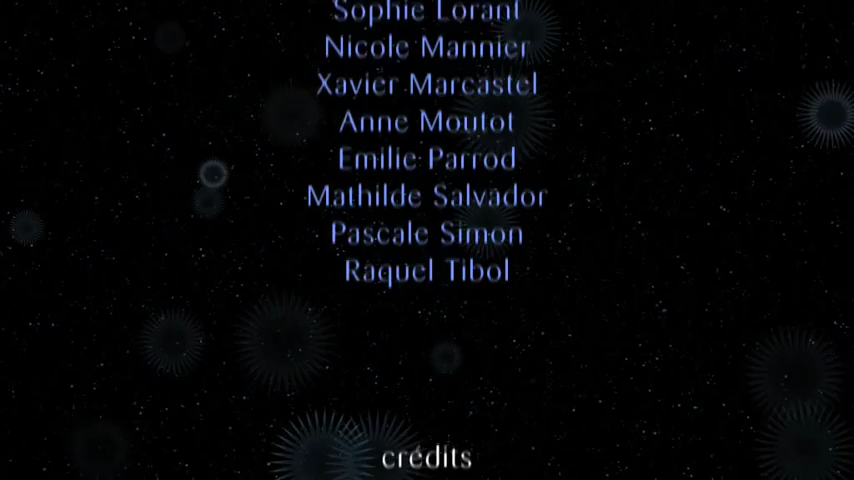 Sophie Lorant
Nicole Mannier
Xavier Marcastel
Anne Moutot
Emilie Parrod
Mathilde Salvador
Pascale Simon
Raquel Tibol
crédits